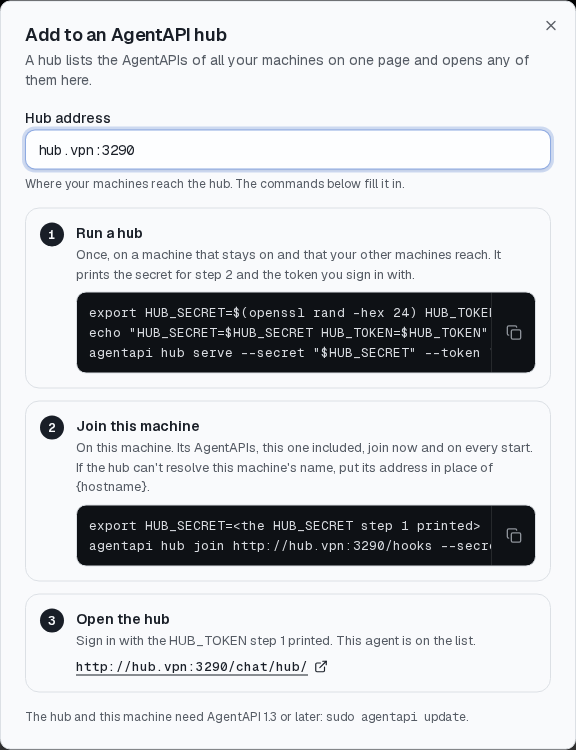 Add to an AgentAPI hub
A hub lists the AgentAPIs of all your machines on one page and opens any of
them here.
Hub address
hub.vpn:3290
Where your machines reach the hub. The commands below fill it in.
1
Run a hub
Once, on a machine that stays on and that your other machines reach. It
prints the secret for step 2 and the token you sign in with.
export HUB_SECRET=$(openssl rand -hex 24) HUB_TOKEN
echo "HUB_SECRET=$HUB_SECRET HUB_TOKEN=$HUB_TOKEN"
agentapi hub serve --secret "$HUB_SECRET" --token
2
Join this machine
On this machine. Its AgentAPIs, this one included, join now and on every start.
If the hub can't resolve this machine's name, put its address in place of
{hostname}.
export HUB_SECRET=<the HUB_SECRET step 1 printed>
agentapi hub join http://hub.vpn:3290/hooks --secre
3
Open the hub
Sign in with the HUB_TOKEN step 1 printed. This agent is on the list.
http://hub.vpn:3290/chat/hub/
The hub and this machine need AgentAPI 1.3 or later: sudo agentapi update.